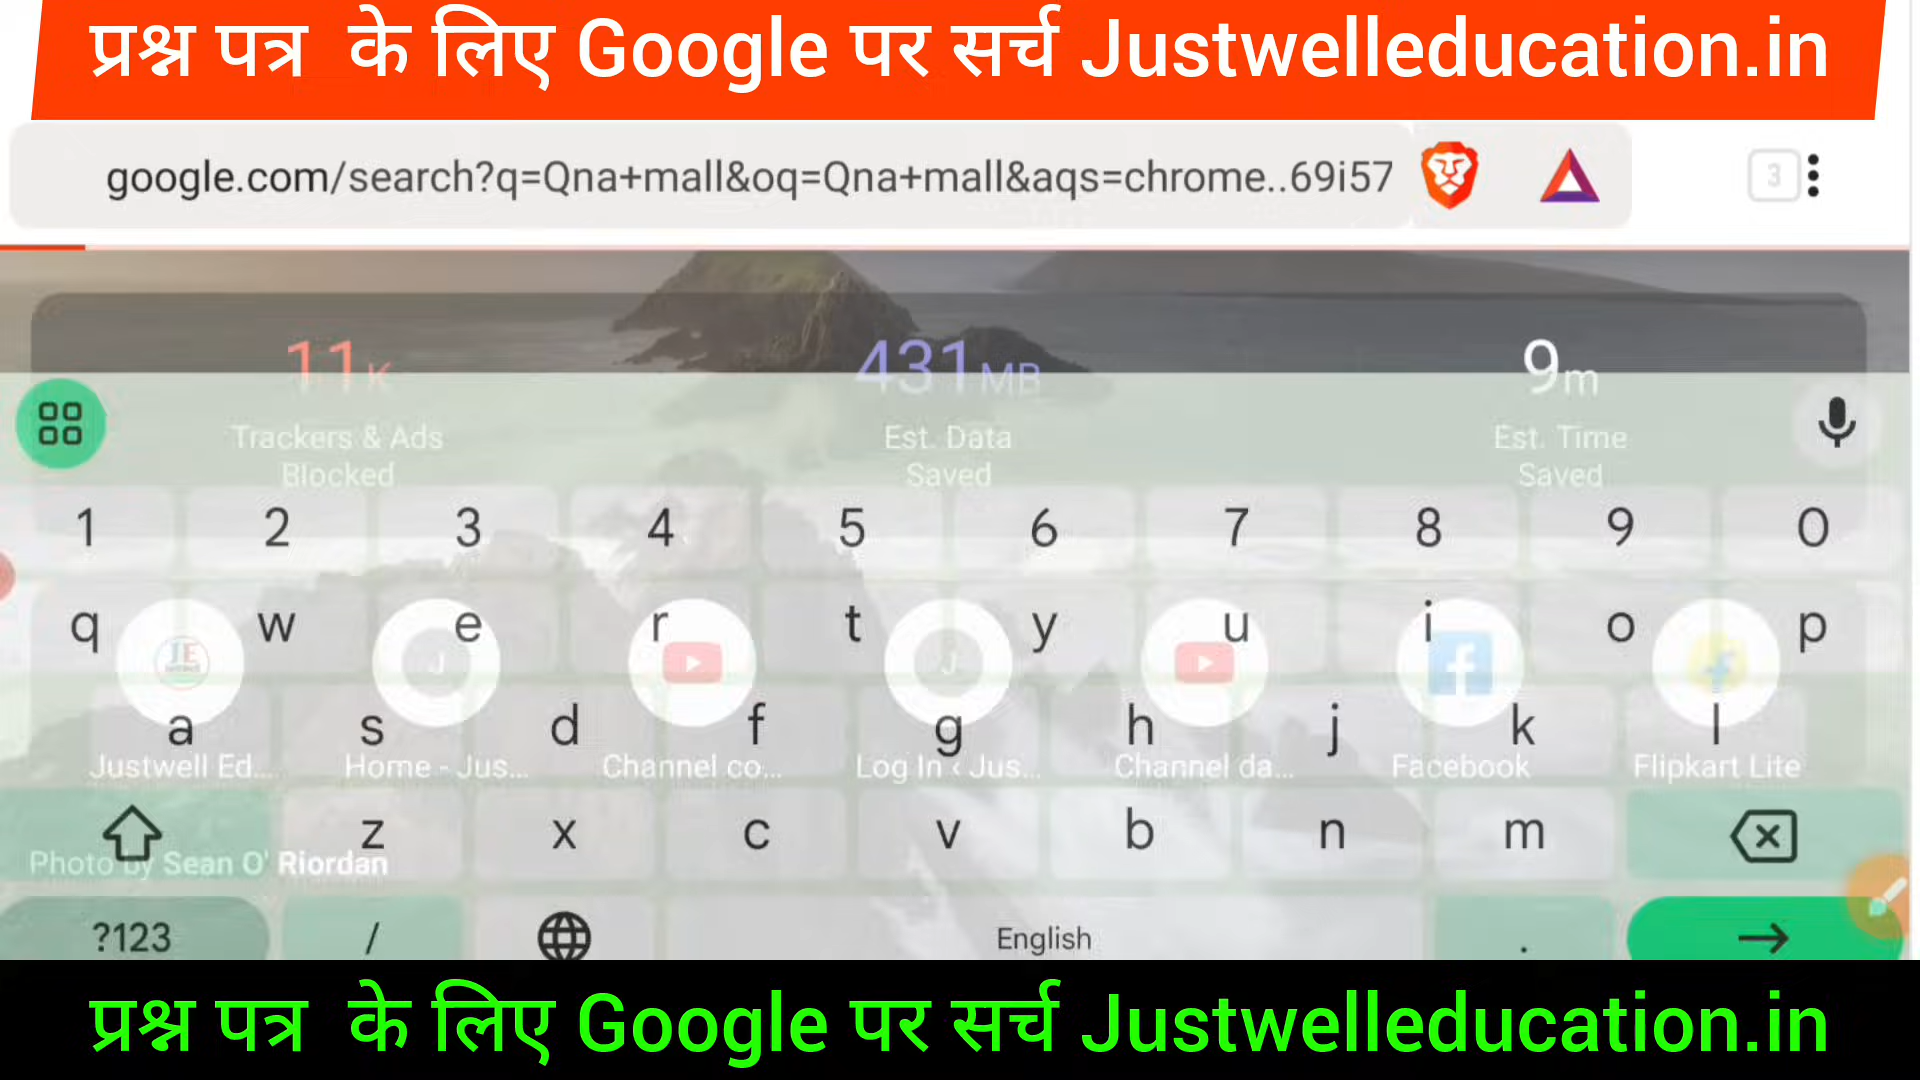 प्रश्न पत्र के लिए Google पर सर्च Justwelleducation.in
google.com/search?q=Qna+mall&oq=Qna+mall&aqs=chrome..69i57
3
11K
431MB
9m
Trackers & Ads
Blocked
Est. Data
Saved
Est. Time
Saved
1 2 3 4 5 6 7 8 9 0
q w e r t y u i o p
JE
J
J
a s d f g h j k l
Justwell Ed...
Home - Jus...
Channel co...
Log In ‹ Jus...
Channel da...
Facebook
Flipkart Lite
z x c v b n m
Photo by Sean O' Riordan
?123 / English .
प्रश्न पत्र के लिए Google पर सर्च Justwelleducation.in